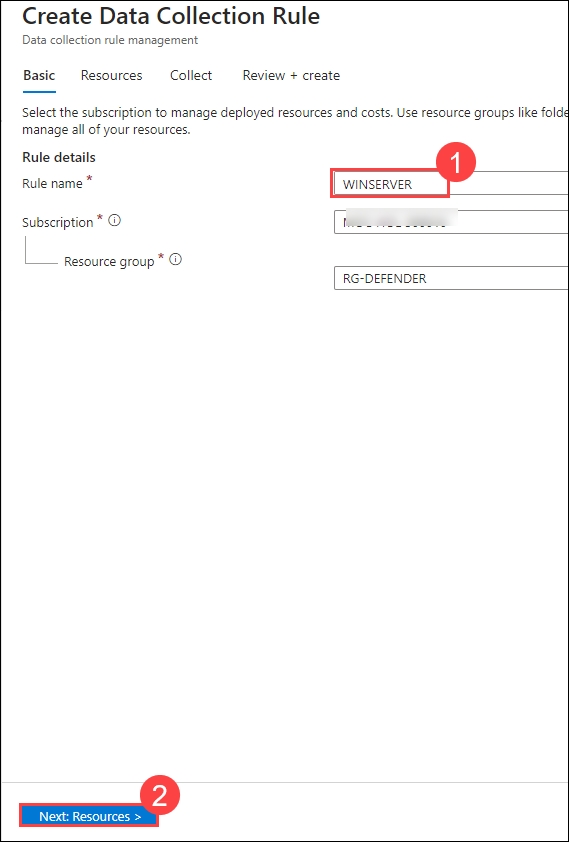 Create Data Collection Rule
Data collection rule management
Basic Resources Collect Review + create
Select the subscription to manage deployed resources and costs. Use resource groups like folde
manage all of your resources.
Rule details
1
Rule name * WINSERVER
Subscription *
Resource group *
RG-DEFENDER
2
Next: Resources >